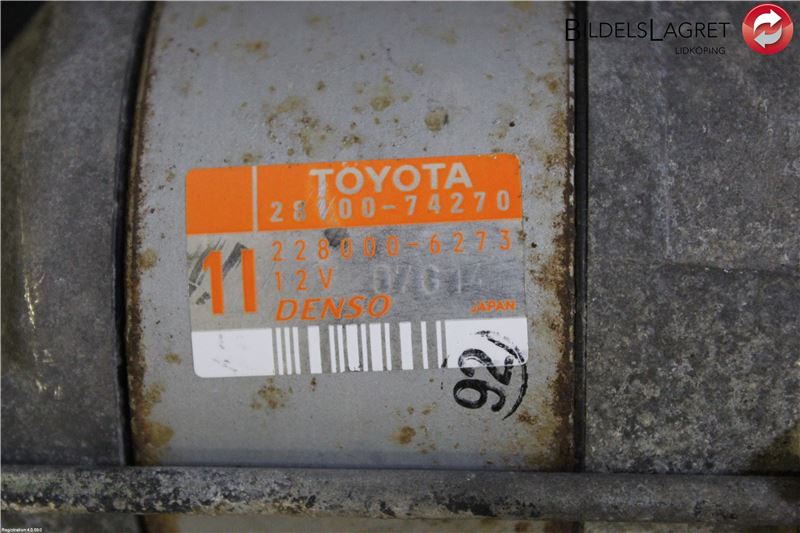 BILDELSLAGRET
LIDKÖPING
TOYOTA
28100-74270
228000-6273
11
12V
DENSO
JAPAN
92